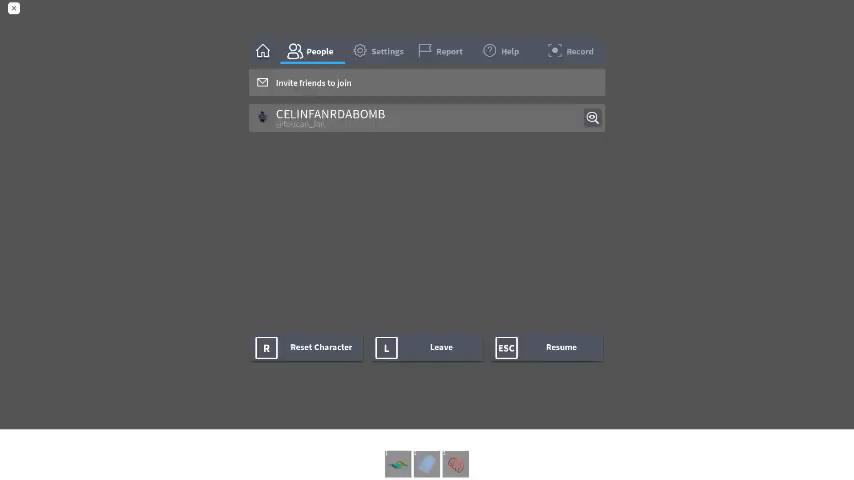 People
Settings
Report
Help
Record
Invite friends to join
CELINFANRDABOMB
R
Reset Character
L
Leave
ESC
Resume